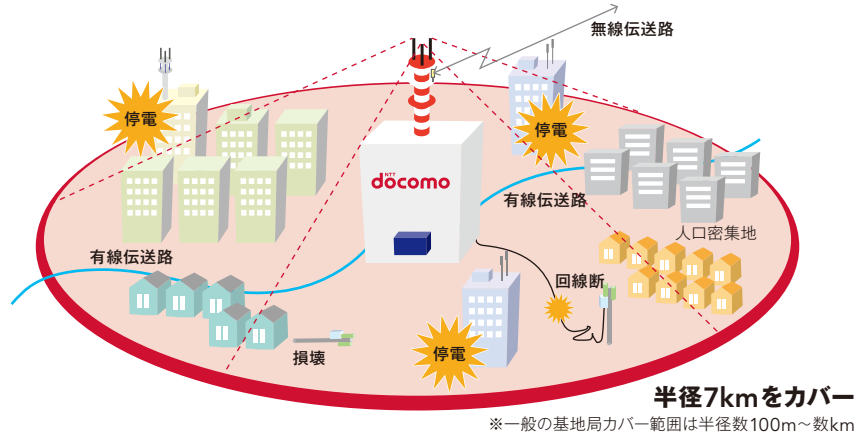 無線伝送路
停電
停電
NTT
docomo
有線伝送路
人口密集地
有線伝送路
回線断
損壊
停電
半径7kmをカバー
※一般の基地局カバー範囲は半径数100m〜数km